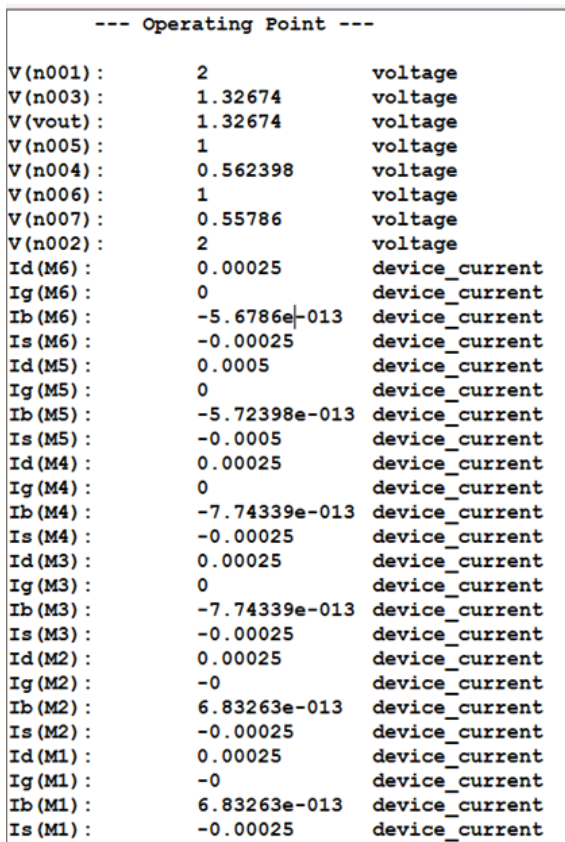 --- Operating Point ---
V(n001): 2 voltage
V(n003): 1.32674 voltage
V(vout): 1.32674 voltage
V(n005): 1 voltage
V(n004): 0.562398 voltage
V(n006): 1 voltage
V(n007): 0.55786 voltage
V(n002): 2 voltage
Id(M6): 0.00025 device_current
Ig(M6): 0 device_current
Ib(M6): -5.6786e-013 device_current
Is(M6): -0.00025 device_current
Id(M5): 0.0005 device_current
Ig(M5): 0 device_current
Ib(M5): -5.72398e-013 device_current
Is(M5): -0.0005 device_current
Id(M4): 0.00025 device_current
Ig(M4): 0 device_current
Ib(M4): -7.74339e-013 device_current
Is(M4): -0.00025 device_current
Id(M3): 0.00025 device_current
Ig(M3): 0 device_current
Ib(M3): -7.74339e-013 device_current
Is(M3): -0.00025 device_current
Id(M2): 0.00025 device_current
Ig(M2): -0 device_current
Ib(M2): 6.83263e-013 device_current
Is(M2): -0.00025 device_current
Id(M1): 0.00025 device_current
Ig(M1): -0 device_current
Ib(M1): 6.83263e-013 device_current
Is(M1): -0.00025 device_current